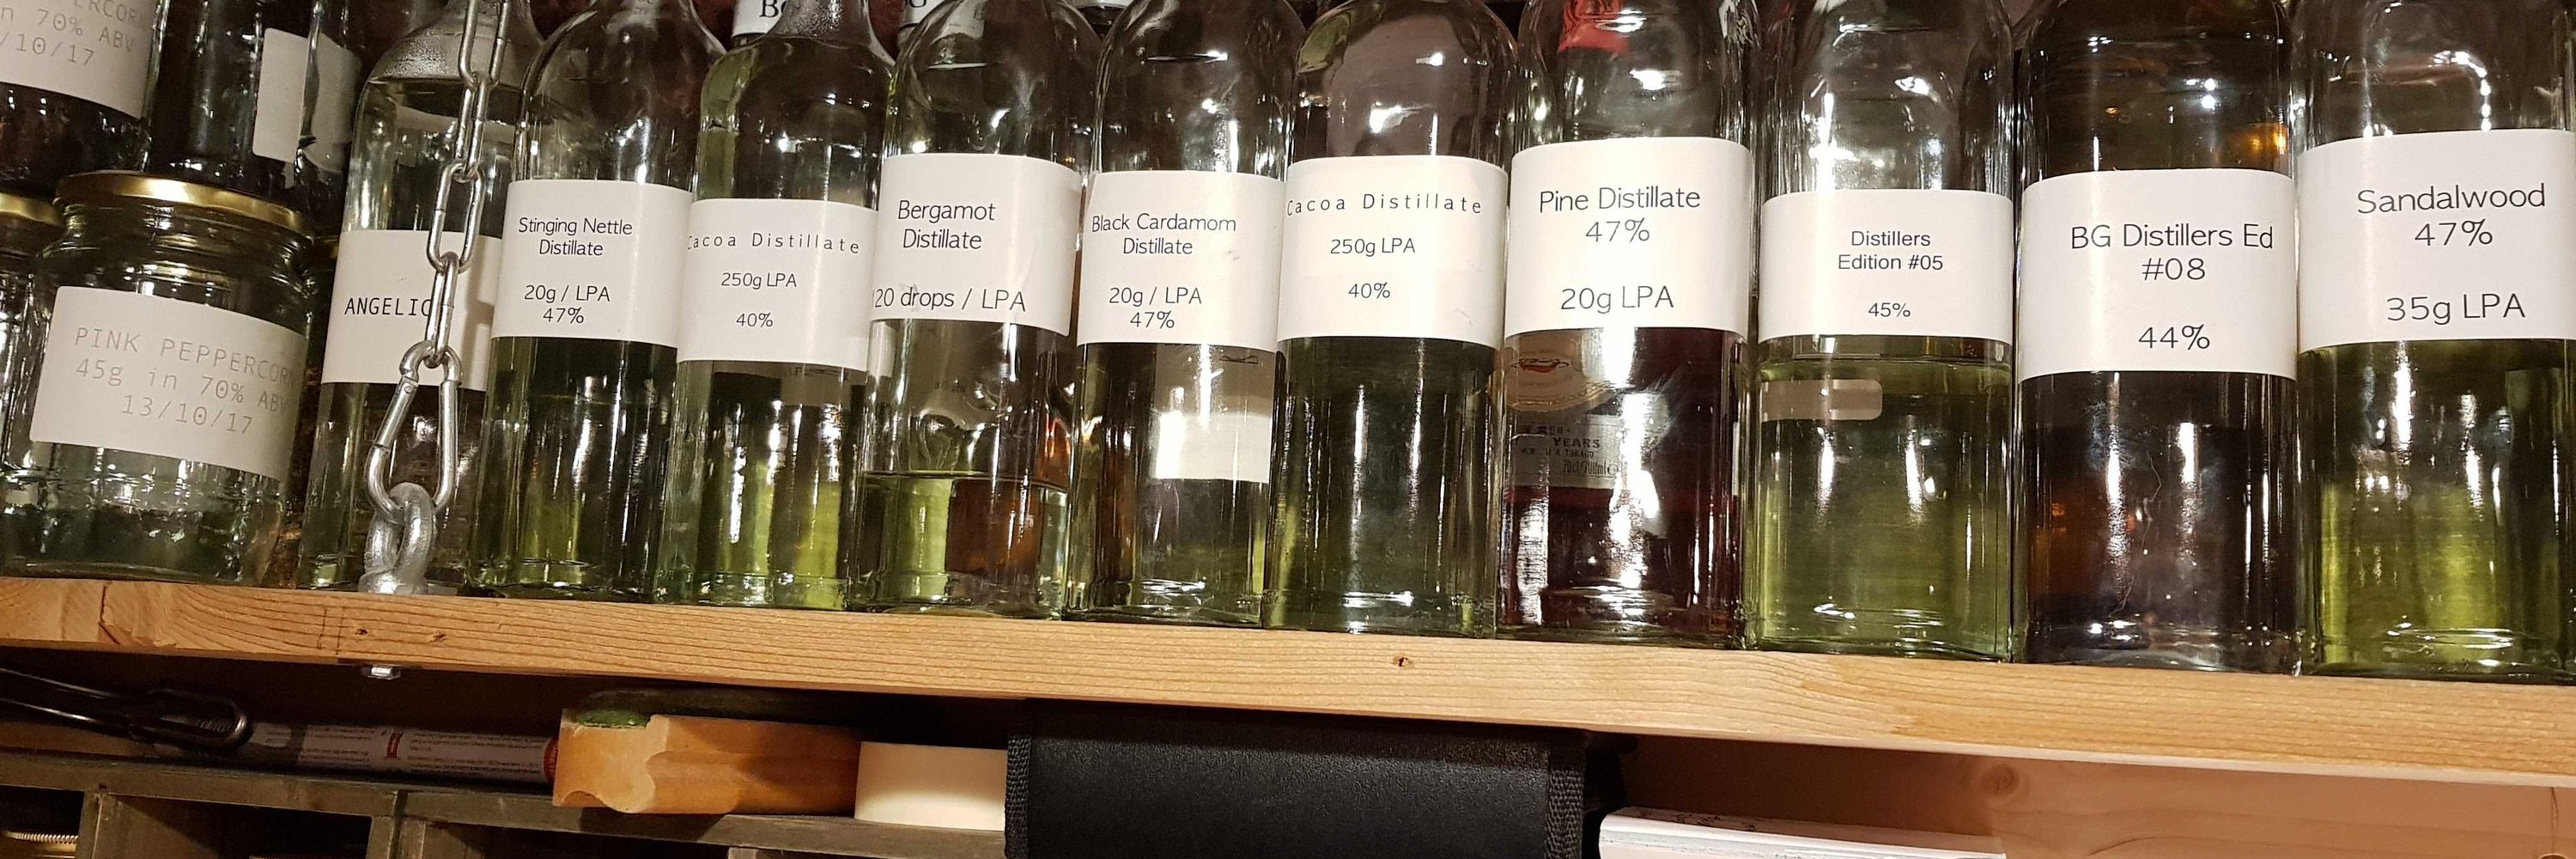 70% ABV
/10/17
PINK PEPPERCORN
45g in 70% ABV
13/10/17
ANGELIC
Stinging Nettle
Distillate
20g / LPA
47%
Cacoa Distillate
250g LPA
40%
Bergamot
Distillate
20 drops / LPA
Black Cardamom
Distillate
20g / LPA
47%
Cacoa Distillate
250g LPA
40%
Pine Distillate
47%
20g LPA
YEARS
Distillers
Edition #05
45%
BG Distillers Ed
#08
44%
Sandalwood
47%
35g LPA